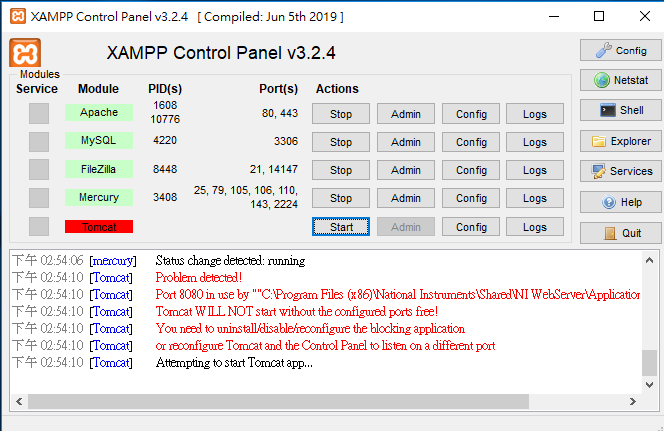 XAMPP Control Panel v3.2.4 [ Compiled: Jun 5th 2019 ]
XAMPP Control Panel v3.2.4
Config
Modules
Service Module PID(s) Port(s) Actions
Netstat
Apache 1608 10776 80, 443 Stop Admin Config Logs
Shell
MySQL 4220 3306 Stop Admin Config Logs
Explorer
FileZilla 8448 21, 14147 Stop Admin Config Logs
Services
Mercury 3408 25, 79, 105, 106, 110, 143, 2224 Stop Admin Config Logs
Help
Tomcat Start Admin Config Logs
Quit
下午 02:54:06 [mercury] Status change detected: running
下午 02:54:10 [Tomcat] Problem detected!
下午 02:54:10 [Tomcat] Port 8080 in use by ""C:\Program Files (x86)\National Instruments\Shared\NI WebServer\Application
下午 02:54:10 [Tomcat] Tomcat WILL NOT start without the configured ports free!
下午 02:54:10 [Tomcat] You need to uninstall/disable/reconfigure the blocking application
下午 02:54:10 [Tomcat] or reconfigure Tomcat and the Control Panel to listen on a different port
下午 02:54:10 [Tomcat] Attempting to start Tomcat app...